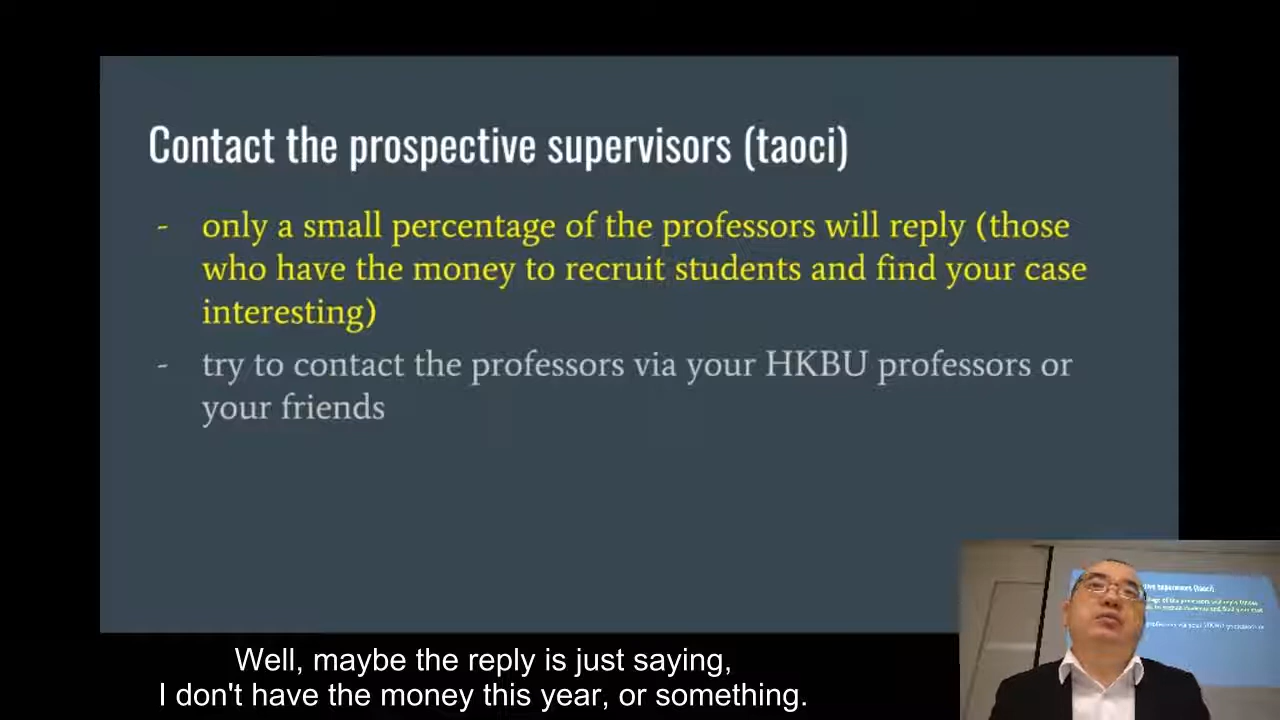 Contact the prospective supervisors (taoci)
- only a small percentage of the professors will reply (those
who have the money to recruit students and find your case
interesting)
- try to contact the professors via your HKBU professors or
your friends
Well, maybe the reply is just saying,
I don't have the money this year, or something.